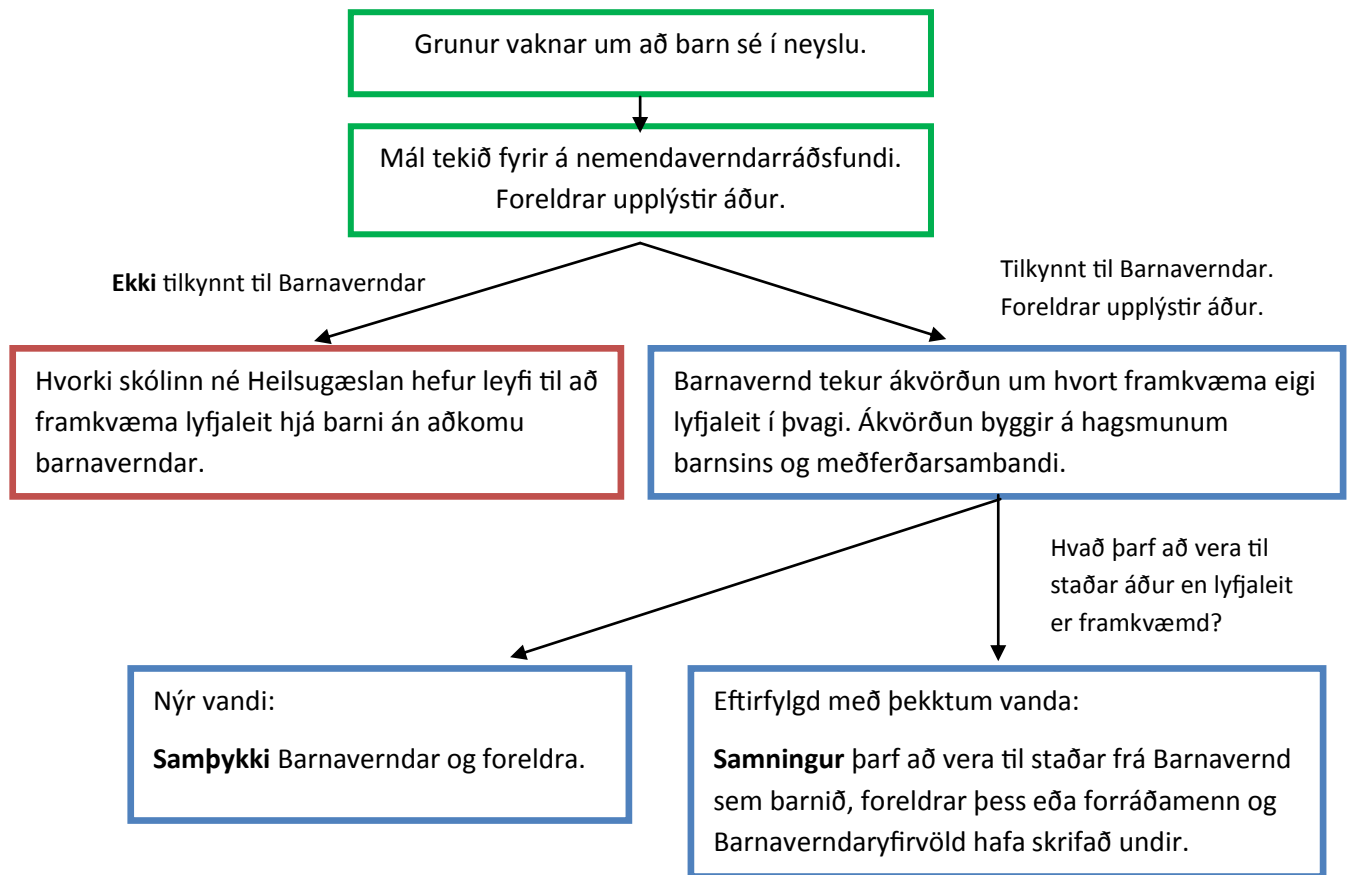 Grunur vaknar um að barn sé í neyslu.
Mál tekið fyrir á nemendaverndarráðsfundi.
Foreldrar upplýstir áður.
Ekki tilkynnt til Barnaverndar
Tilkynnt til Barnaverndar.
Foreldrar upplýstir áður.
Hvorki skólinn né Heilsugæslan hefur leyfi til að
framkvæma lyfjaleit hjá barni án aðkomu
barnaverndar.
Barnavernd tekur ákvörðun um hvort framkvæma eigi
lyfjaleit í þvagi. Ákvörðun byggir á hagsmunum
barnsins og meðferðarsambandi.
Hvað þarf að vera til
staðar áður en lyfjaleit
er framkvæmd?
Nýr vandi:
Samþykki Barnaverndar og foreldra.
Eftirfylgd með þekktum vanda:
Samningur þarf að vera til staðar frá Barnavernd
sem barnið, foreldrar þess eða forráðamenn og
Barnaverndaryfirvöld hafa skrifað undir.